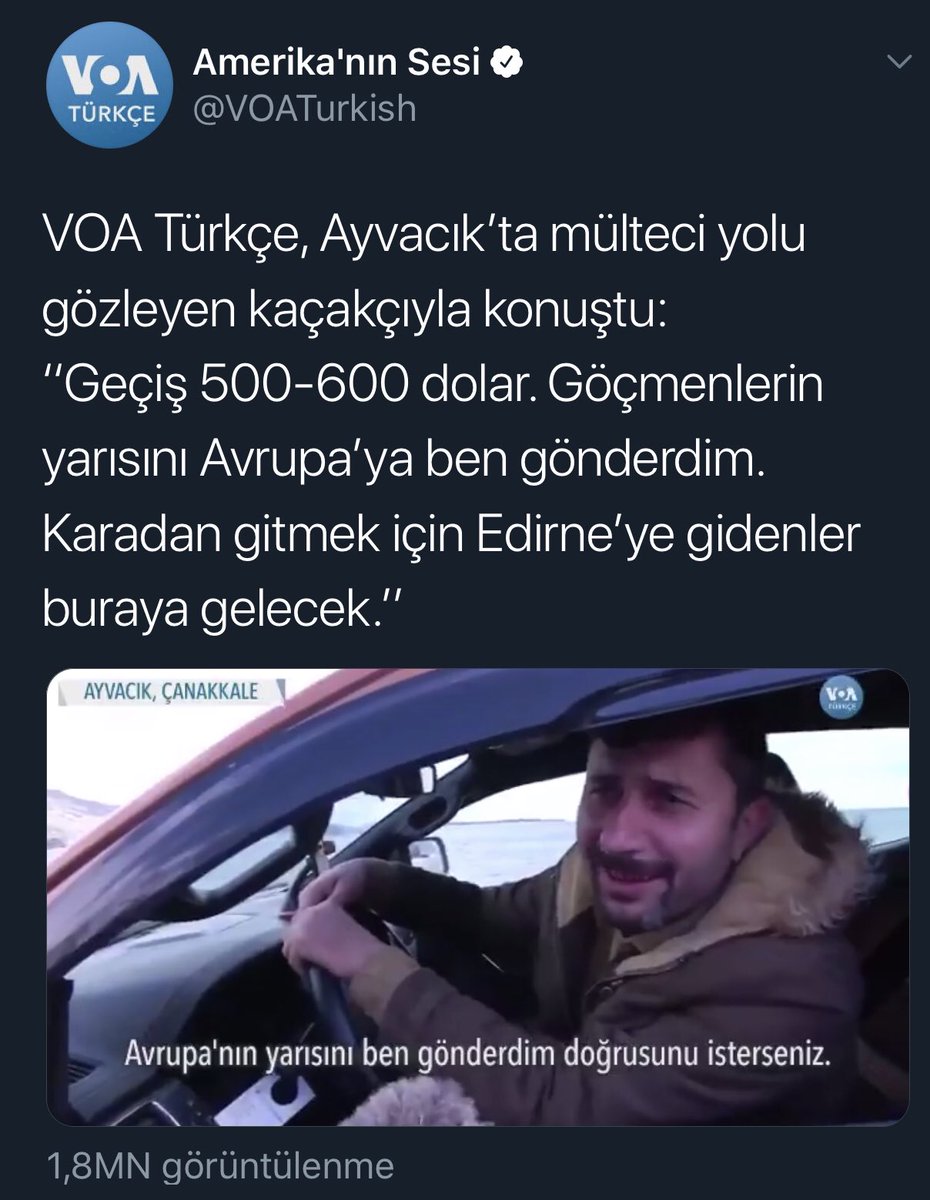 VOA
TÜRKÇE
Amerika'nın Sesi
@VOATurkish
VOA Türkçe, Ayvacık’ta mülteci yolu
gözleyen kaçakçıyla konuştu:
“Geçiş 500-600 dolar. Göçmenlerin
yarısını Avrupa’ya ben gönderdim.
Karadan gitmek için Edirne’ye gidenler
buraya gelecek.”
AYVACIK, ÇANAKKALE
VOA
TÜRKÇE
Avrupa'nın yarısını ben gönderdim doğrusunu isterseniz.
1,8MN görüntülenme